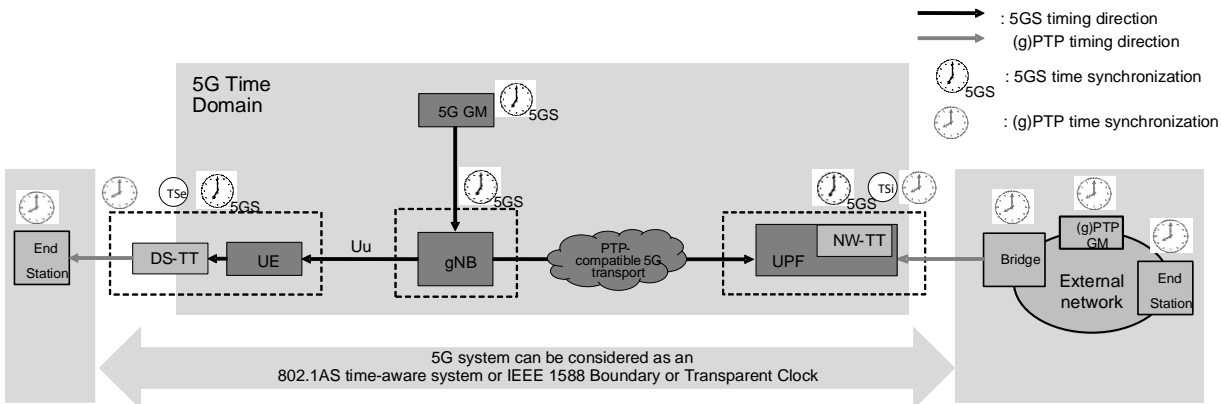 : 5GS timing direction
(g)PTP timing direction
5GS
: 5GS time synchronization
: (g)PTP time synchronization
5G Time
Domain
5G GM
5GS
5GS
TSe
5GS
5GS
TSi
End
Station
DS-TT
UE
Uu
gNB
PTP-
compatible 5G
transport
NW-TT
UPF
Bridge
(g)PTP
GM
External
network
End
Station
5G system can be considered as an
802.1AS time-aware system or IEEE 1588 Boundary or Transparent Clock